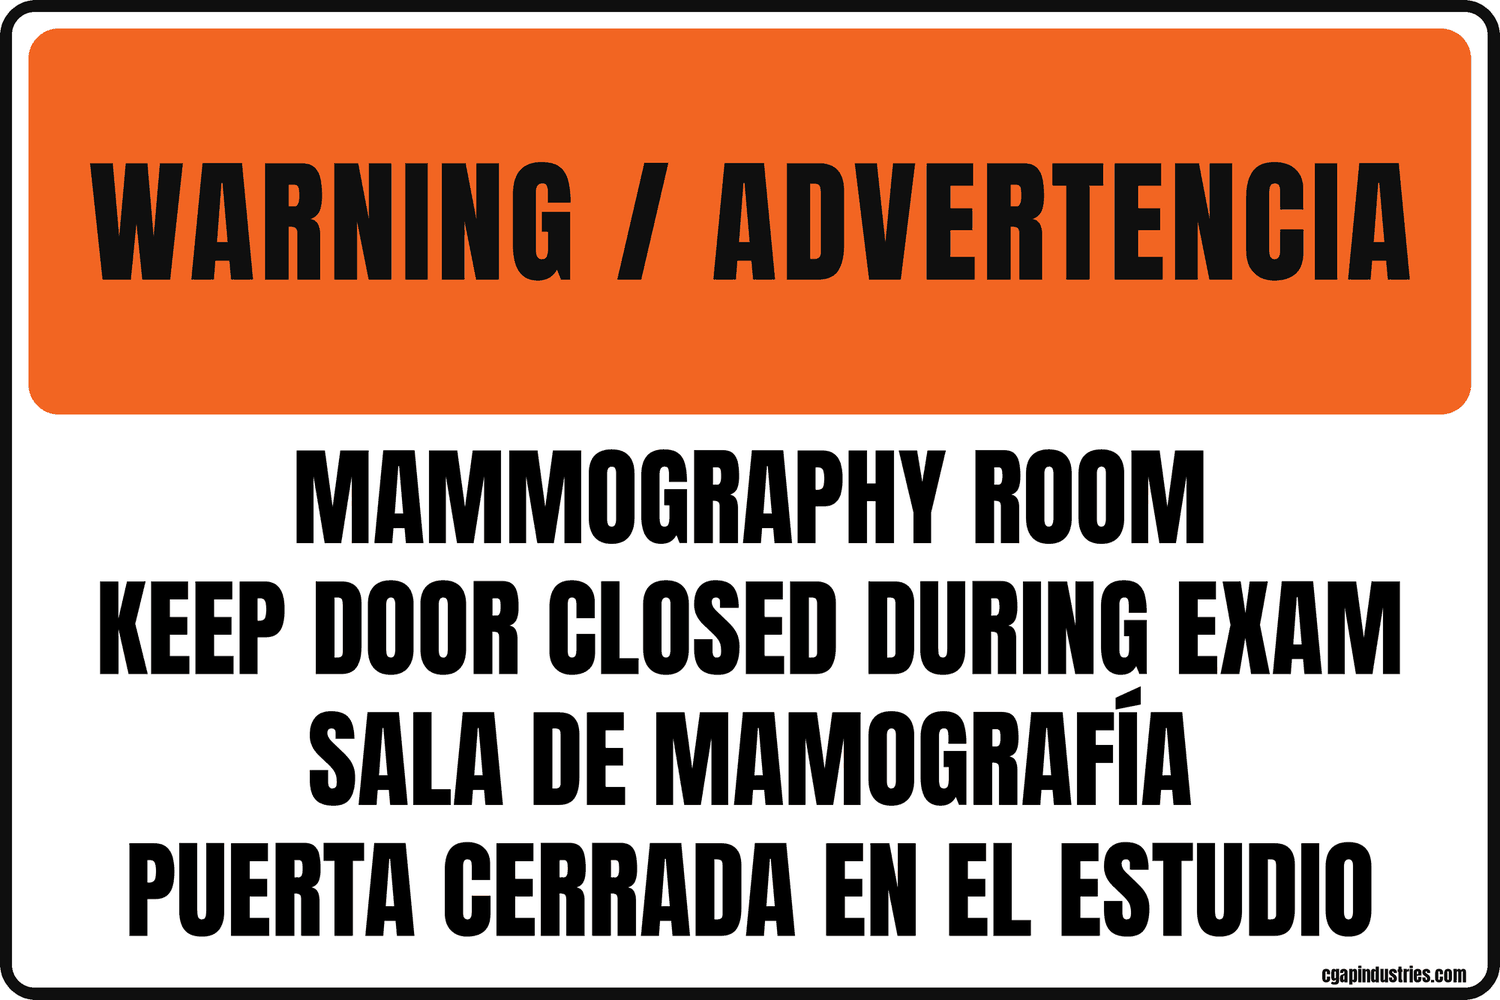 WARNING / ADVERTENCIA
MAMMOGRAPHY ROOM
KEEP DOOR CLOSED DURING EXAM
SALA DE MAMOGRAFÍA
PUERTA CERRADA EN EL ESTUDIO
cgapindustries.com